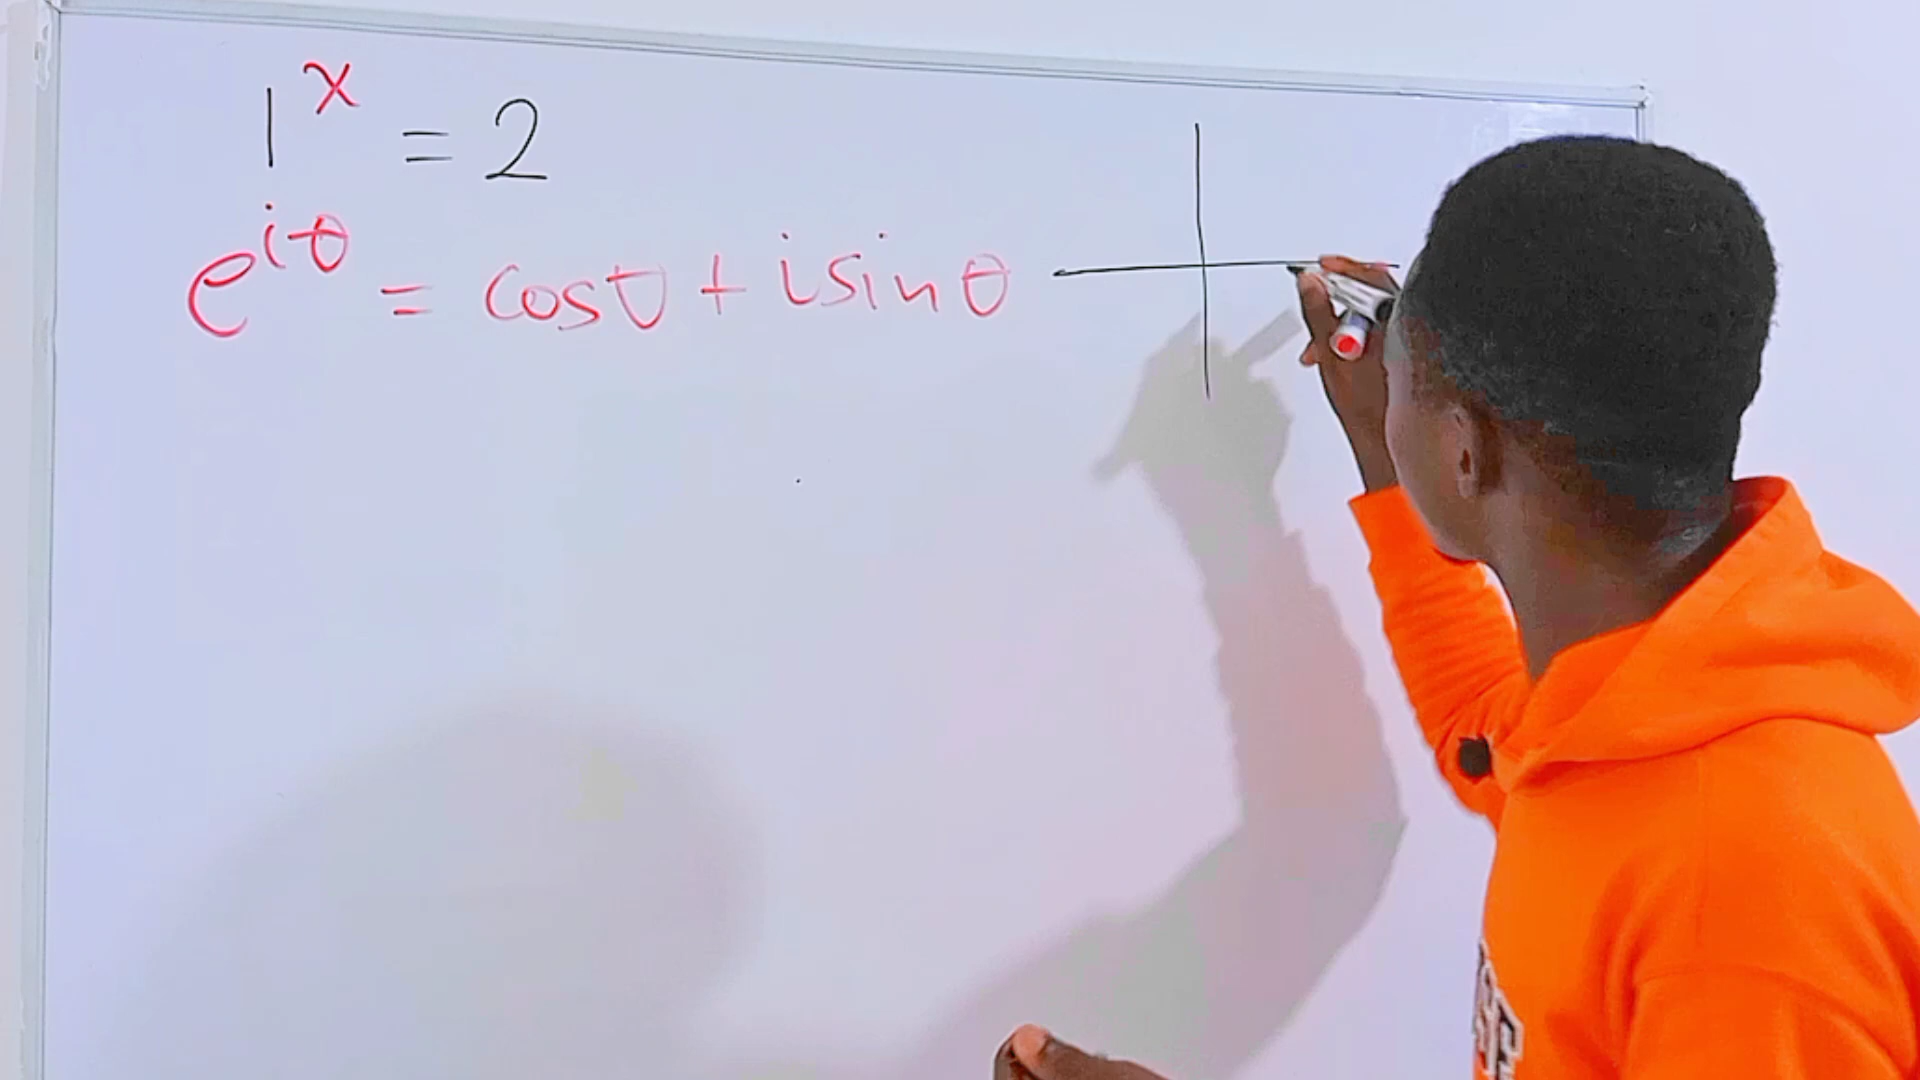 1^x = 2
e^{iθ} = cosθ + isinθ